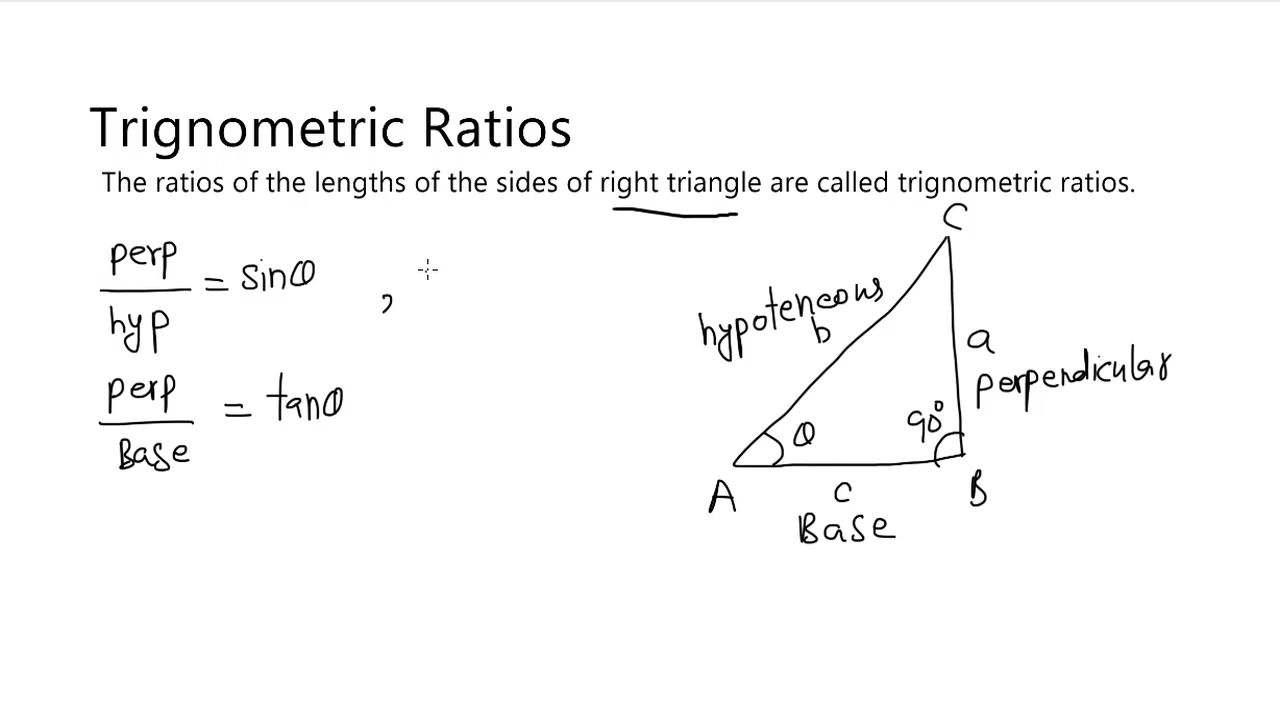 Trignometric Ratios
The ratios of the lengths of the sides of right triangle are called trignometric ratios.
perp
hyp
= sinθ ,
perp
Base
= tanθ
C
hypoteneous
b
a
perpendicular
θ
90°
A
c
B
Base